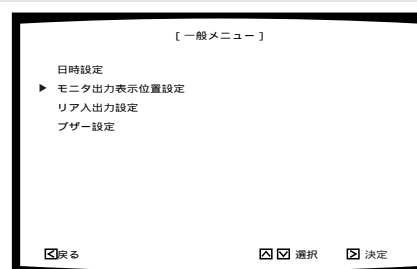 [ 一般メニュー ]
日時設定
▶ モニタ出力表示位置設定
リア入出力設定
ブザー設定
戻る 選択 決定